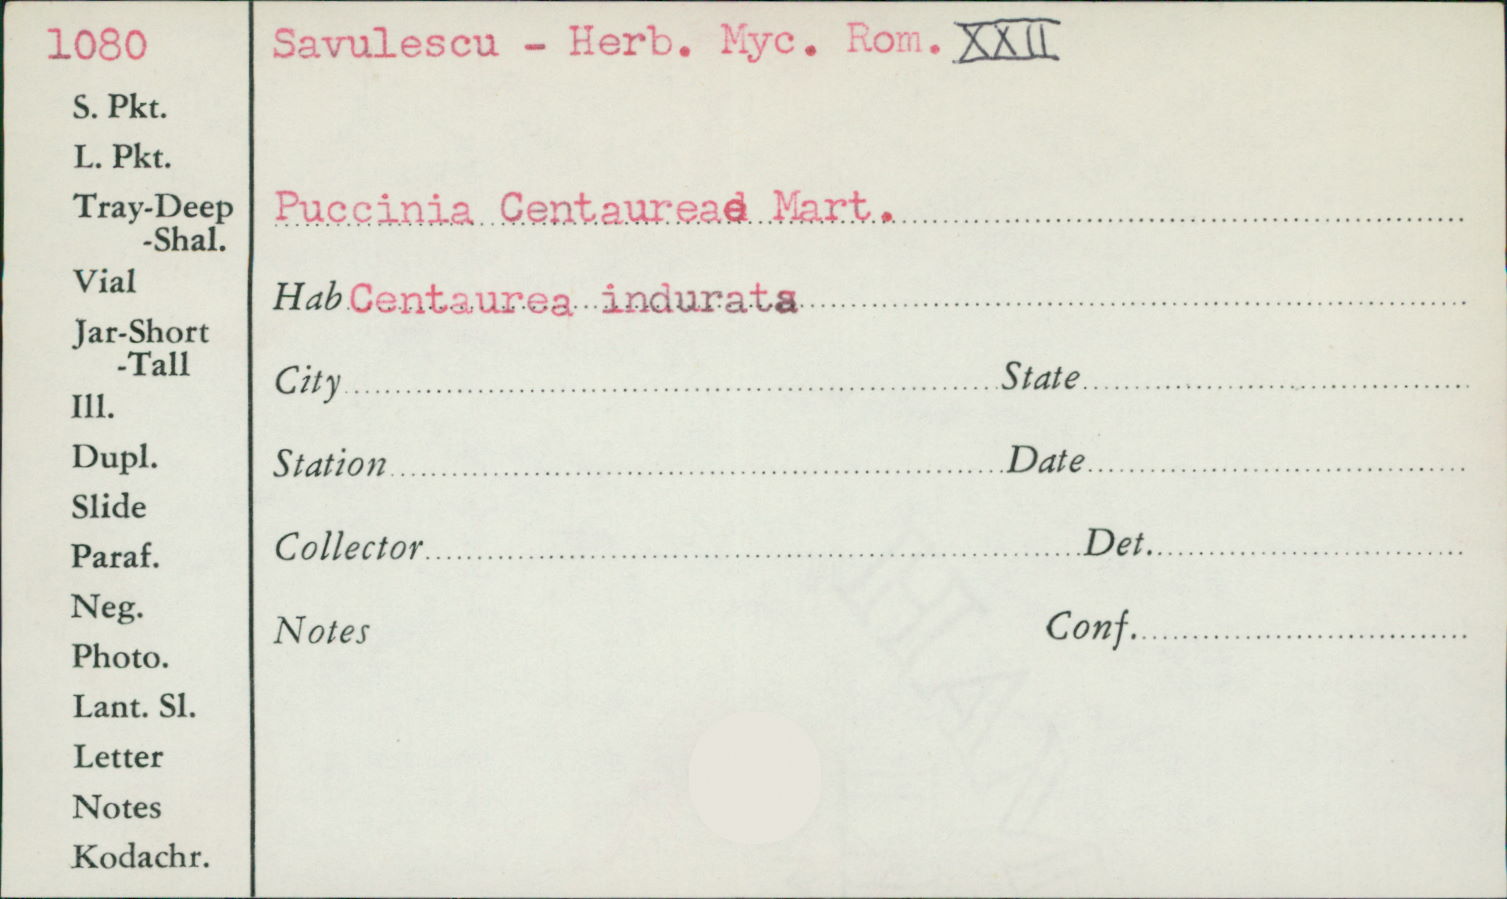 1080
Savulescu - Herb. Myc. Rom. XXII
S. Pkt.
L. Pkt.
Tray-Deep
-Shal.
Vial
Jar-Short
-Tall
Ill.
Dupl.
Slide
Paraf.
Neg.
Photo.
Lant. Sl.
Letter
Notes
Kodachr.
Puccinia Centaureae Mart.
Hab Centaurea indurata
City State
Station Date
Collector Det.
Notes Conf.